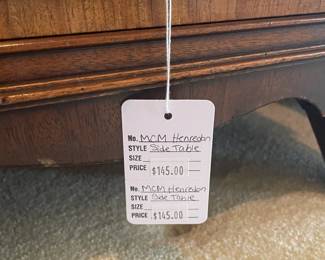 No. MCM Henredon
STYLE Side Table
SIZE
PRICE $145.00
No. MCM Henredon
STYLE Side Table
SIZE
PRICE $145.00